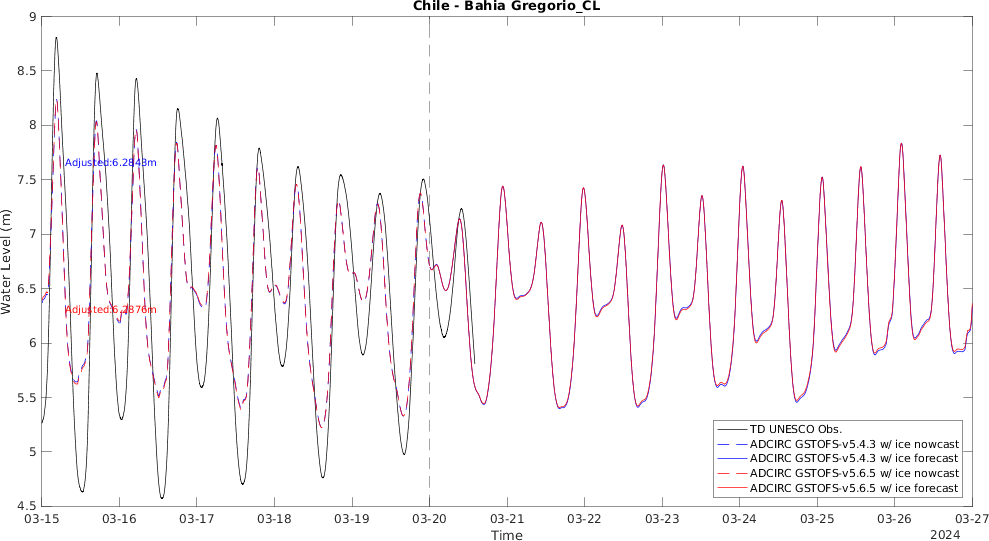 Chile - Bahia Gregorio_CL
Water Level (m)
9
8.5
8
7.5
7
6.5
6
5.5
5
4.5
Adjusted:6.2843m
Adjusted:6.2876m
TD UNESCO Obs.
ADCIRC GSTOFS-v5.4.3 w/ ice nowcast
ADCIRC GSTOFS-v5.4.3 w/ ice forecast
ADCIRC GSTOFS-v5.6.5 w/ ice nowcast
ADCIRC GSTOFS-v5.6.5 w/ ice forecast
03-15 03-16 03-17 03-18 03-19 03-20 03-21 03-22 03-23 03-24 03-25 03-26 03-27
Time
2024